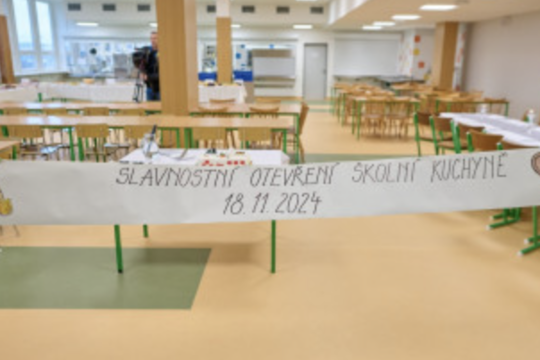 SLAVNOSTNÍ OTEVŘENÍ ŠKOLNÍ KUCHYNĚ
18.11.2024